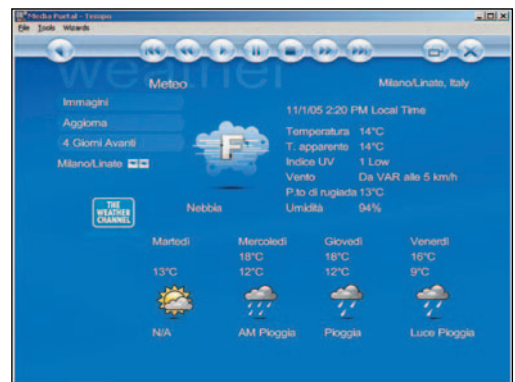 Media Portal - Tempo
File Tools Wizards
weather
Meteo
Milano/Linate, Italy
Immagini
Aggiorna
4 Giorni Avanti
Milano/Linate
11/1/05 2:20 PM Local Time
Temperatura 14°C
T. apparente 14°C
Indice UV 1 Low
Vento Da VAR alle 5 km/h
P.to di rugiada 13°C
Umidità 94%
F
Nebbia
THE
WEATHER
CHANNEL
Martedì Mercoledì Giovedì Venerdì
18°C 18°C 16°C
13°C 12°C 12°C 9°C
N/A AM Pioggia Pioggia Luce Pioggia